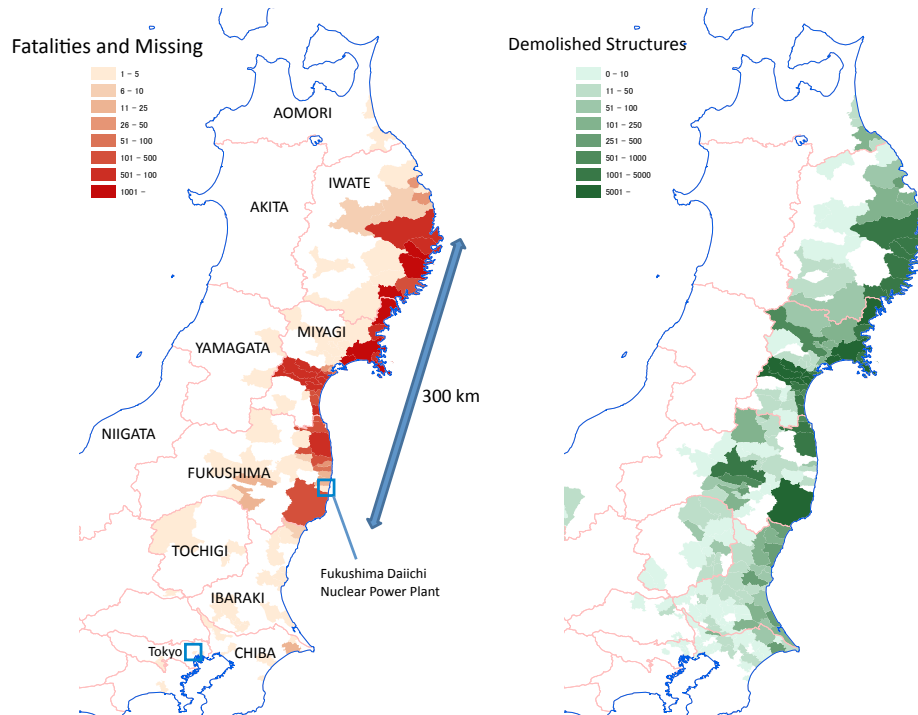 Fatalities and Missing
1 - 5
6 - 10
11 - 25
26 - 50
51 - 100
101 - 500
501 - 100
1001 -
AOMORI
IWATE
AKITA
MIYAGI
YAMAGATA
300 km
NIIGATA
FUKUSHIMA
TOCHIGI
Fukushima Daiichi
Nuclear Power Plant
IBARAKI
Tokyo
CHIBA
Demolished Structures
0 - 10
11 - 50
51 - 100
101 - 250
251 - 500
501 - 1000
1001 - 5000
5001 -